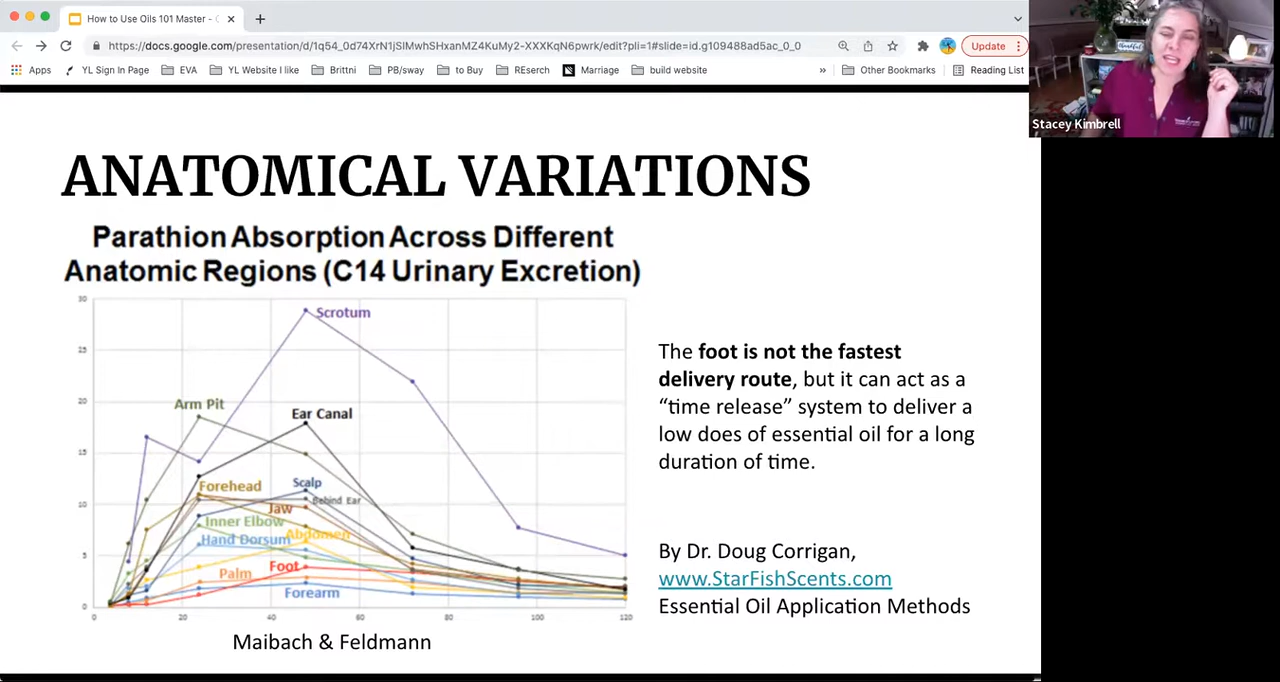 How to Use Oils 101 Master - G
https://docs.google.com/presentation/d/1q54_0d74XrN1jSIMwhSHxanMZ4KuMy2-XXXKqN6pwrk/edit?pli=1#slide=id.g109488ad5ac_0_0
Update
Apps YL Sign In Page EVA YL Website I like Brittni PB/sway to Buy REserch Marriage build website » Other Bookmarks Reading List
thankful
Stacey Kimbrell
ANATOMICAL VARIATIONS
Parathion Absorption Across Different
Anatomic Regions (C14 Urinary Excretion)
30
Scrotum
25
20
Arm Pit
Ear Canal
15
Scalp
Forehead
10
Behind Ear
Jaw
Inner Elbow
Abdomen
Hand Dorsum
5
Foot
Palm
Forearm
0
0 20 40 60 80 100 120
Maibach & Feldmann
The foot is not the fastest
delivery route, but it can act as a
“time release” system to deliver a
low does of essential oil for a long
duration of time.
By Dr. Doug Corrigan,
www.StarFishScents.com
Essential Oil Application Methods